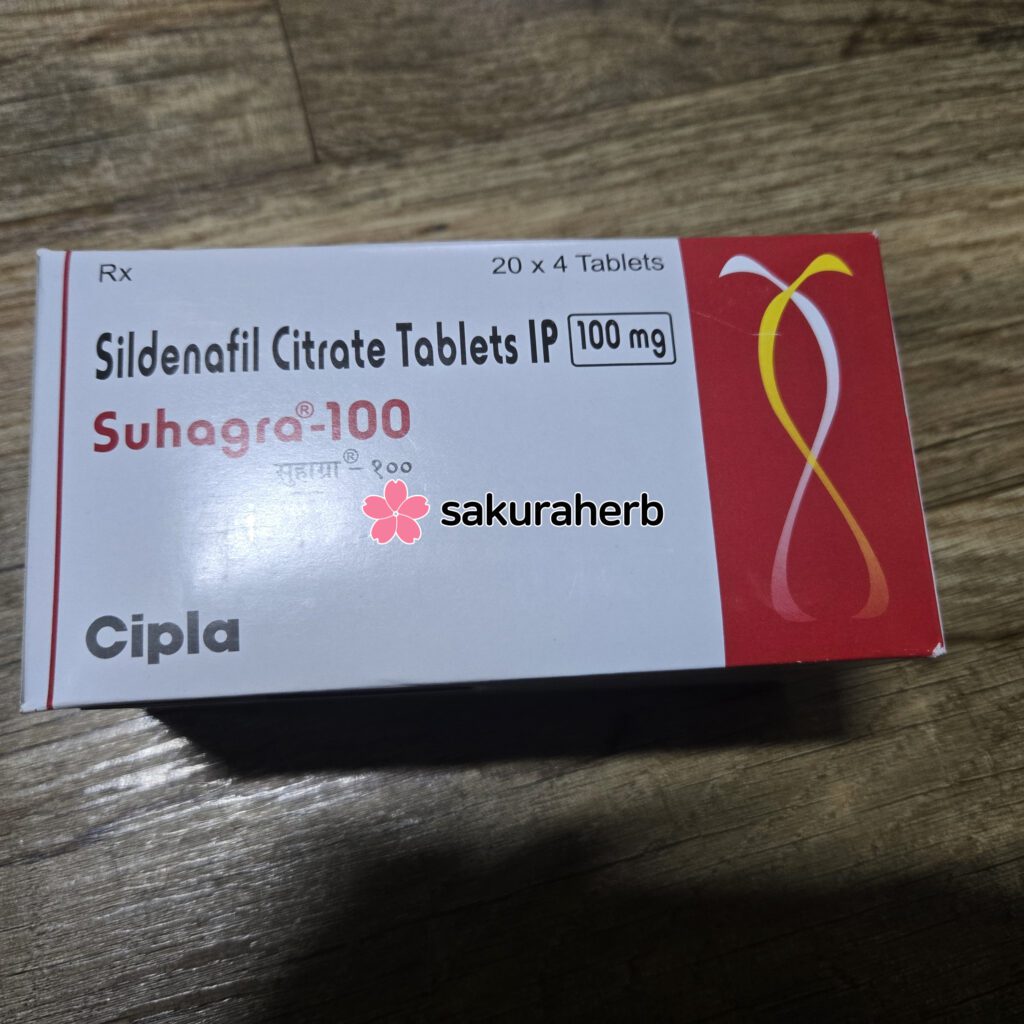 Rx
20 x 4 Tablets
Sildenafil Citrate Tablets IP 100 mg
Suhagra®-100
सुहाग्रा®-१००
sakuraherb
Cipla